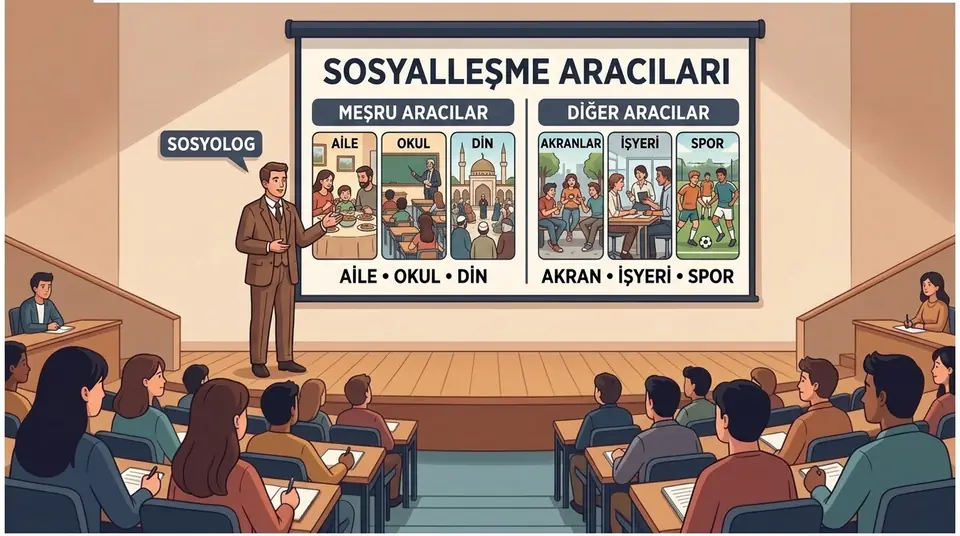 SOSYALLEŞME ARACILARI
MEŞRU ARACILAR
DİĞER ARACILAR
SOSYOLOG
AİLE
OKUL
DİN
AKRANLAR
İŞYERİ
SPOR
AİLE • OKUL • DİN
AKRAN • İŞYERİ • SPOR